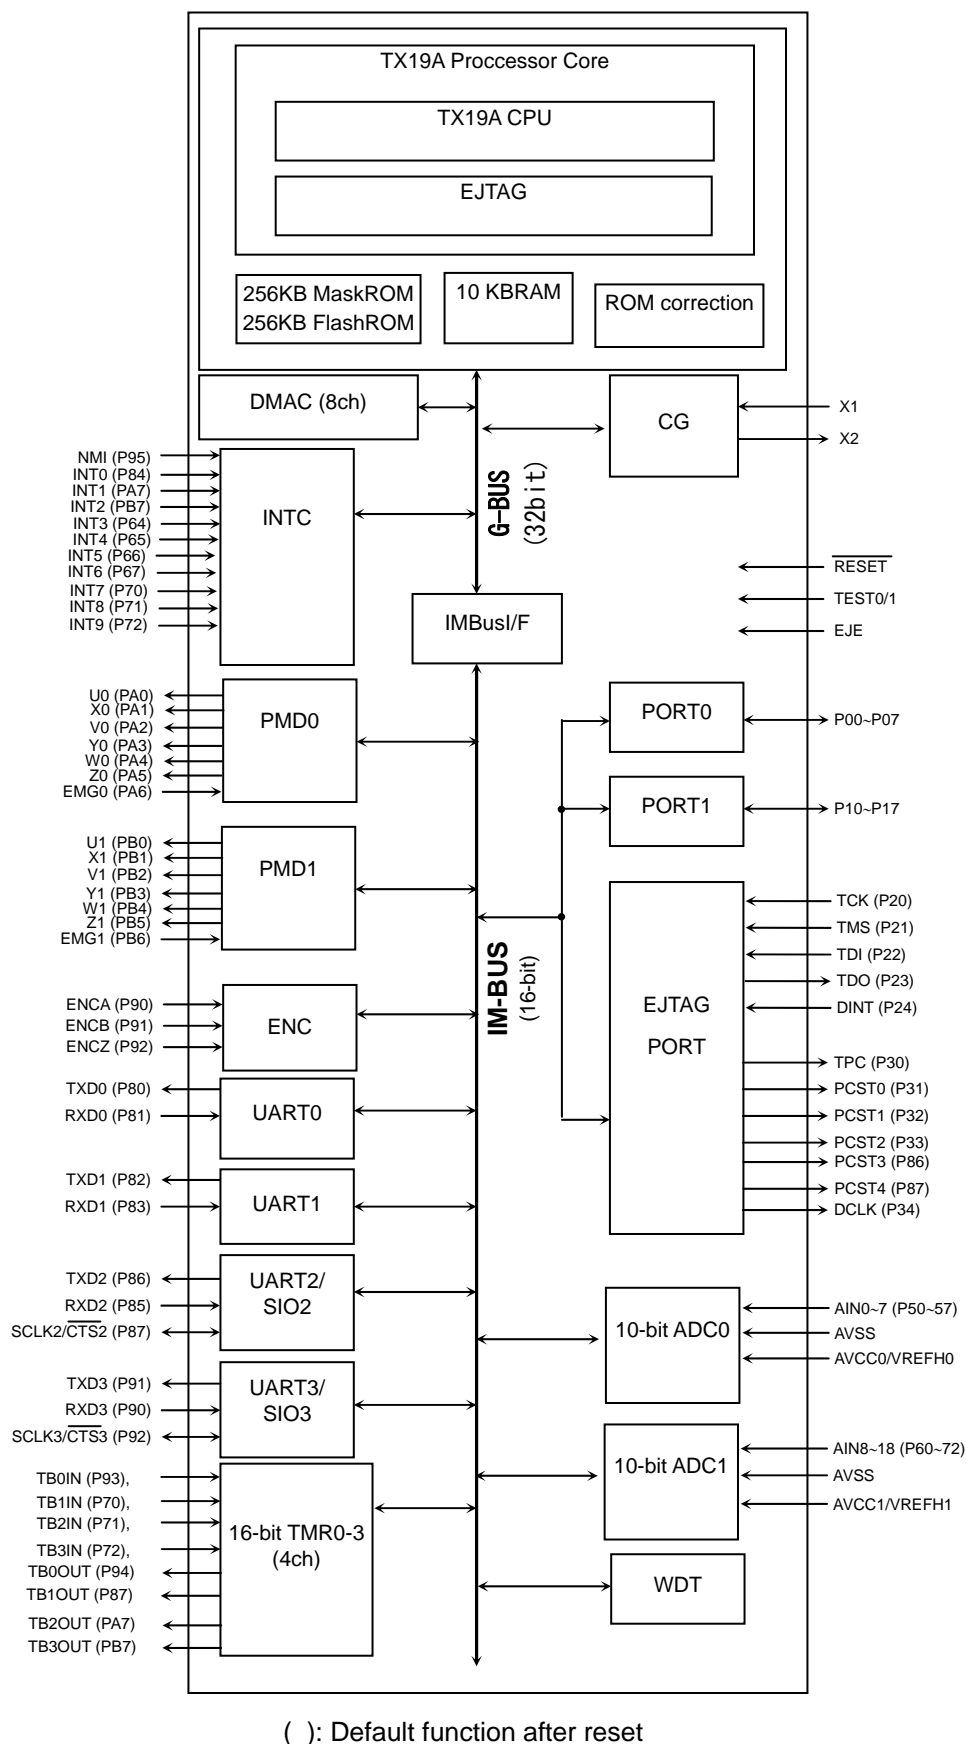 TX19A Proccessor Core
TX19A CPU
EJTAG
256KB MaskROM
256KB FlashROM
10 KBRAM
ROM correction
DMAC (8ch)
CG
X1
X2
NMI (P95)
INT0 (P84)
INT1 (PA7)
INT2 (PB7)
INT3 (P64)
INT4 (P65)
INT5 (P66)
INT6 (P67)
INT7 (P70)
INT8 (P71)
INT9 (P72)
INTC
G-BUS
(32bit)
RESET
TEST0/1
EJE
IMBusI/F
U0 (PA0)
X0 (PA1)
V0 (PA2)
Y0 (PA3)
W0 (PA4)
Z0 (PA5)
EMG0 (PA6)
PMD0
PORT0
P00~P07
PORT1
P10~P17
U1 (PB0)
X1 (PB1)
V1 (PB2)
Y1 (PB3)
W1 (PB4)
Z1 (PB5)
EMG1 (PB6)
PMD1
IM-BUS
(16-bit)
EJTAG
PORT
TCK (P20)
TMS (P21)
TDI (P22)
TDO (P23)
DINT (P24)
TPC (P30)
PCST0 (P31)
PCST1 (P32)
PCST2 (P33)
PCST3 (P86)
PCST4 (P87)
DCLK (P34)
ENCA (P90)
ENCB (P91)
ENCZ (P92)
ENC
TXD0 (P80)
RXD0 (P81)
UART0
TXD1 (P82)
RXD1 (P83)
UART1
TXD2 (P86)
RXD2 (P85)
SCLK2/CTS2 (P87)
UART2/
SIO2
10-bit ADC0
AIN0~7 (P50~57)
AVSS
AVCC0/VREFH0
TXD3 (P91)
RXD3 (P90)
SCLK3/CTS3 (P92)
UART3/
SIO3
10-bit ADC1
AIN8~18 (P60~72)
AVSS
AVCC1/VREFH1
TB0IN (P93),
TB1IN (P70),
TB2IN (P71),
TB3IN (P72),
TB0OUT (P94)
TB1OUT (P87)
TB2OUT (PA7)
TB3OUT (PB7)
16-bit TMR0-3
(4ch)
WDT
( ): Default function after reset